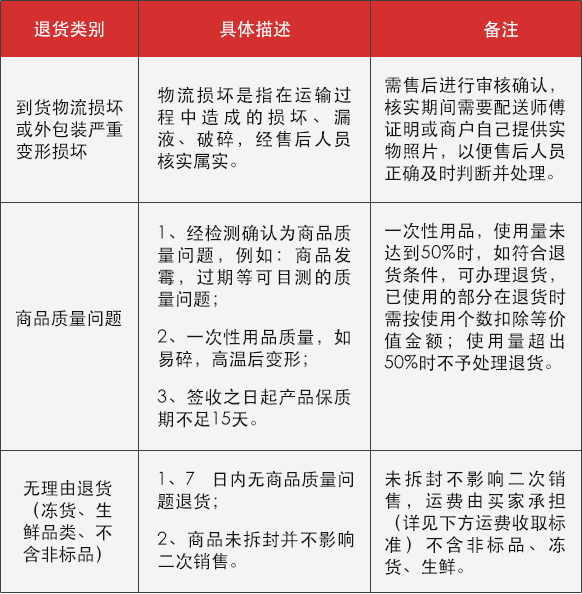 退货类别
具体描述
备注
到货物流损坏
或外包装严重
变形损坏
物流损坏是指在运输过
程中造成的损坏、漏
液、破碎，经售后人员
核实属实。
需售后进行审核确认，
核实期间需要配送师傅
证明或商户自己提供实
物照片，以便售后人员
正确及时判断并处理。
商品质量问题
1、经检测确认为商品质
量问题，例如：商品发
霉，过期等可目测的质
量问题；
2、一次性用品质量，如
易碎，高温后变形；
3、签收之日起产品保质
期不足15天。
一次性用品，使用量未
达到50%时，如符合退
货条件，可办理退货，
已使用的部分在退货时
需按使用个数扣除等价
值金额；使用量超出
50%时不予处理退货。
无理由退货
（冻货、生
鲜品类、不
含非标品）
1、7 日内无商品质量问
题退货；
2、商品未拆封并不影响
二次销售。
未拆封不影响二次销
售，运费由买家承担
（详见下方运费收取标
准）不含非标品、冻
货、生鲜。